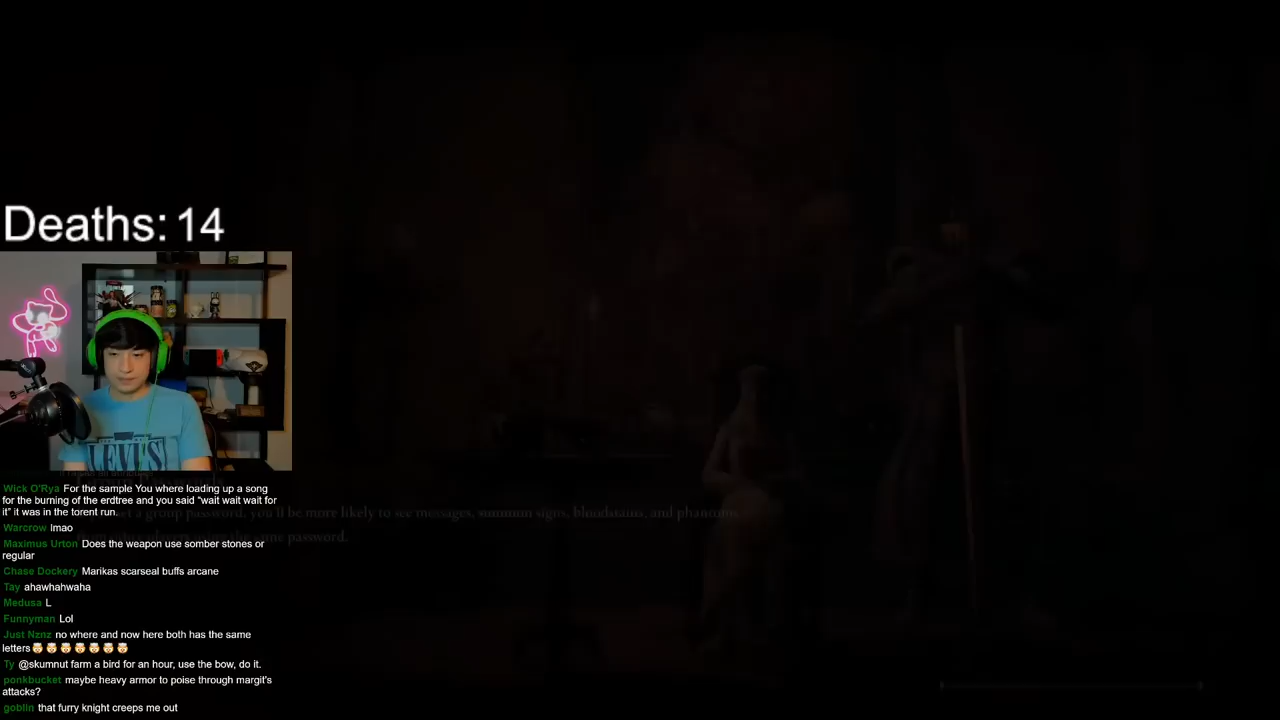 Deaths: 14
LEVI'S
Wick O'Rya For the sample You where loading up a song
for the burning of the erdtree and you said "wait wait wait for
it" it was in the torent run.
a group password, you'll be more likely to see messages, summon signs, bloodstains, and phantoms
Warcrow lmao
the same password.
Maximus Urton Does the weapon use somber stones or
regular
Chase Dockery Marikas scarseal buffs arcane
Tay ahawhahwaha
Medusa L
Funnyman Lol
Just Nznz no where and now here both has the same
letters🤯🤯🤯🤯🤯🤯🤯
Ty @skumnut farm a bird for an hour, use the bow, do it.
ponkbucket maybe heavy armor to poise through margit's
attacks?
goblin that furry knight creeps me out